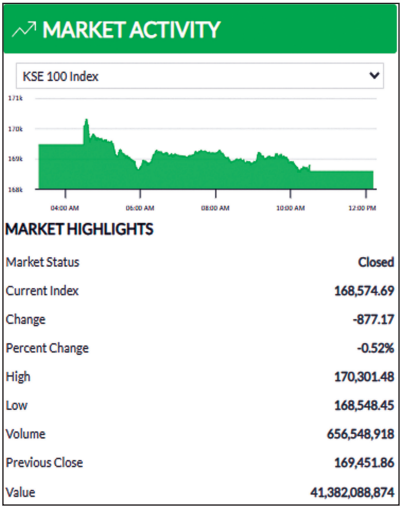 MARKET ACTIVITY
KSE 100 Index
171k
170k
169k
168k
04:00 AM 06:00 AM 08:00 AM 10:00 AM 12:00 PM
MARKET HIGHLIGHTS
Market Status Closed
Current Index 168,574.69
Change -877.17
Percent Change -0.52%
High 170,301.48
Low 168,548.45
Volume 656,548,918
Previous Close 169,451.86
Value 41,382,088,874